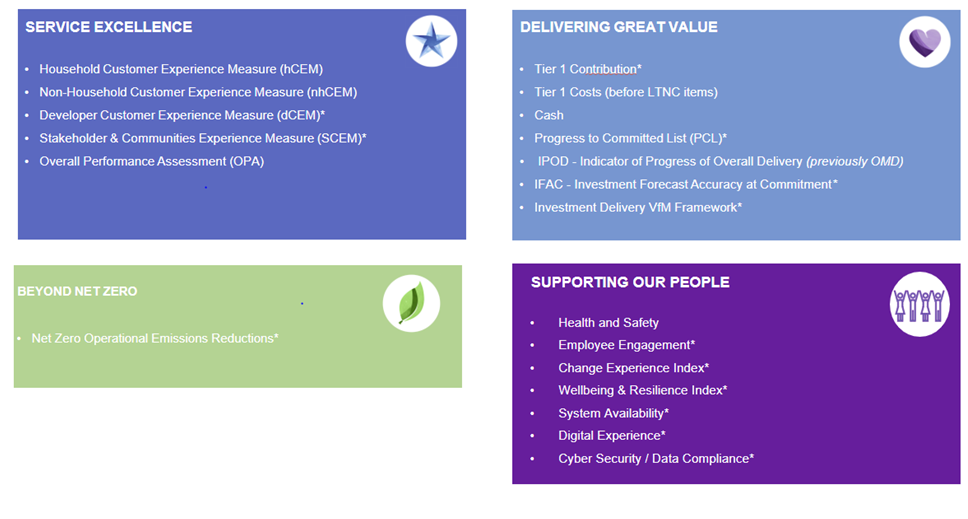 SERVICE EXCELLENCE
• Household Customer Experience Measure (hCEM)
• Non-Household Customer Experience Measure (nhCEM)
• Developer Customer Experience Measure (dCEM)*
• Stakeholder & Communities Experience Measure (SCEM)*
• Overall Performance Assessment (OPA)
DELIVERING GREAT VALUE
• Tier 1 Contribution*
• Tier 1 Costs (before LTNC items)
• Cash
• Progress to Committed List (PCL)*
• IPOD - Indicator of Progress of Overall Delivery (previously OMD)
• IFAC - Investment Forecast Accuracy at Commitment*
• Investment Delivery VfM Framework*
BEYOND NET ZERO
• Net Zero Operational Emissions Reductions*
SUPPORTING OUR PEOPLE
• Health and Safety
• Employee Engagement*
• Change Experience Index*
• Wellbeing & Resilience Index*
• System Availability*
• Digital Experience*
• Cyber Security / Data Compliance*